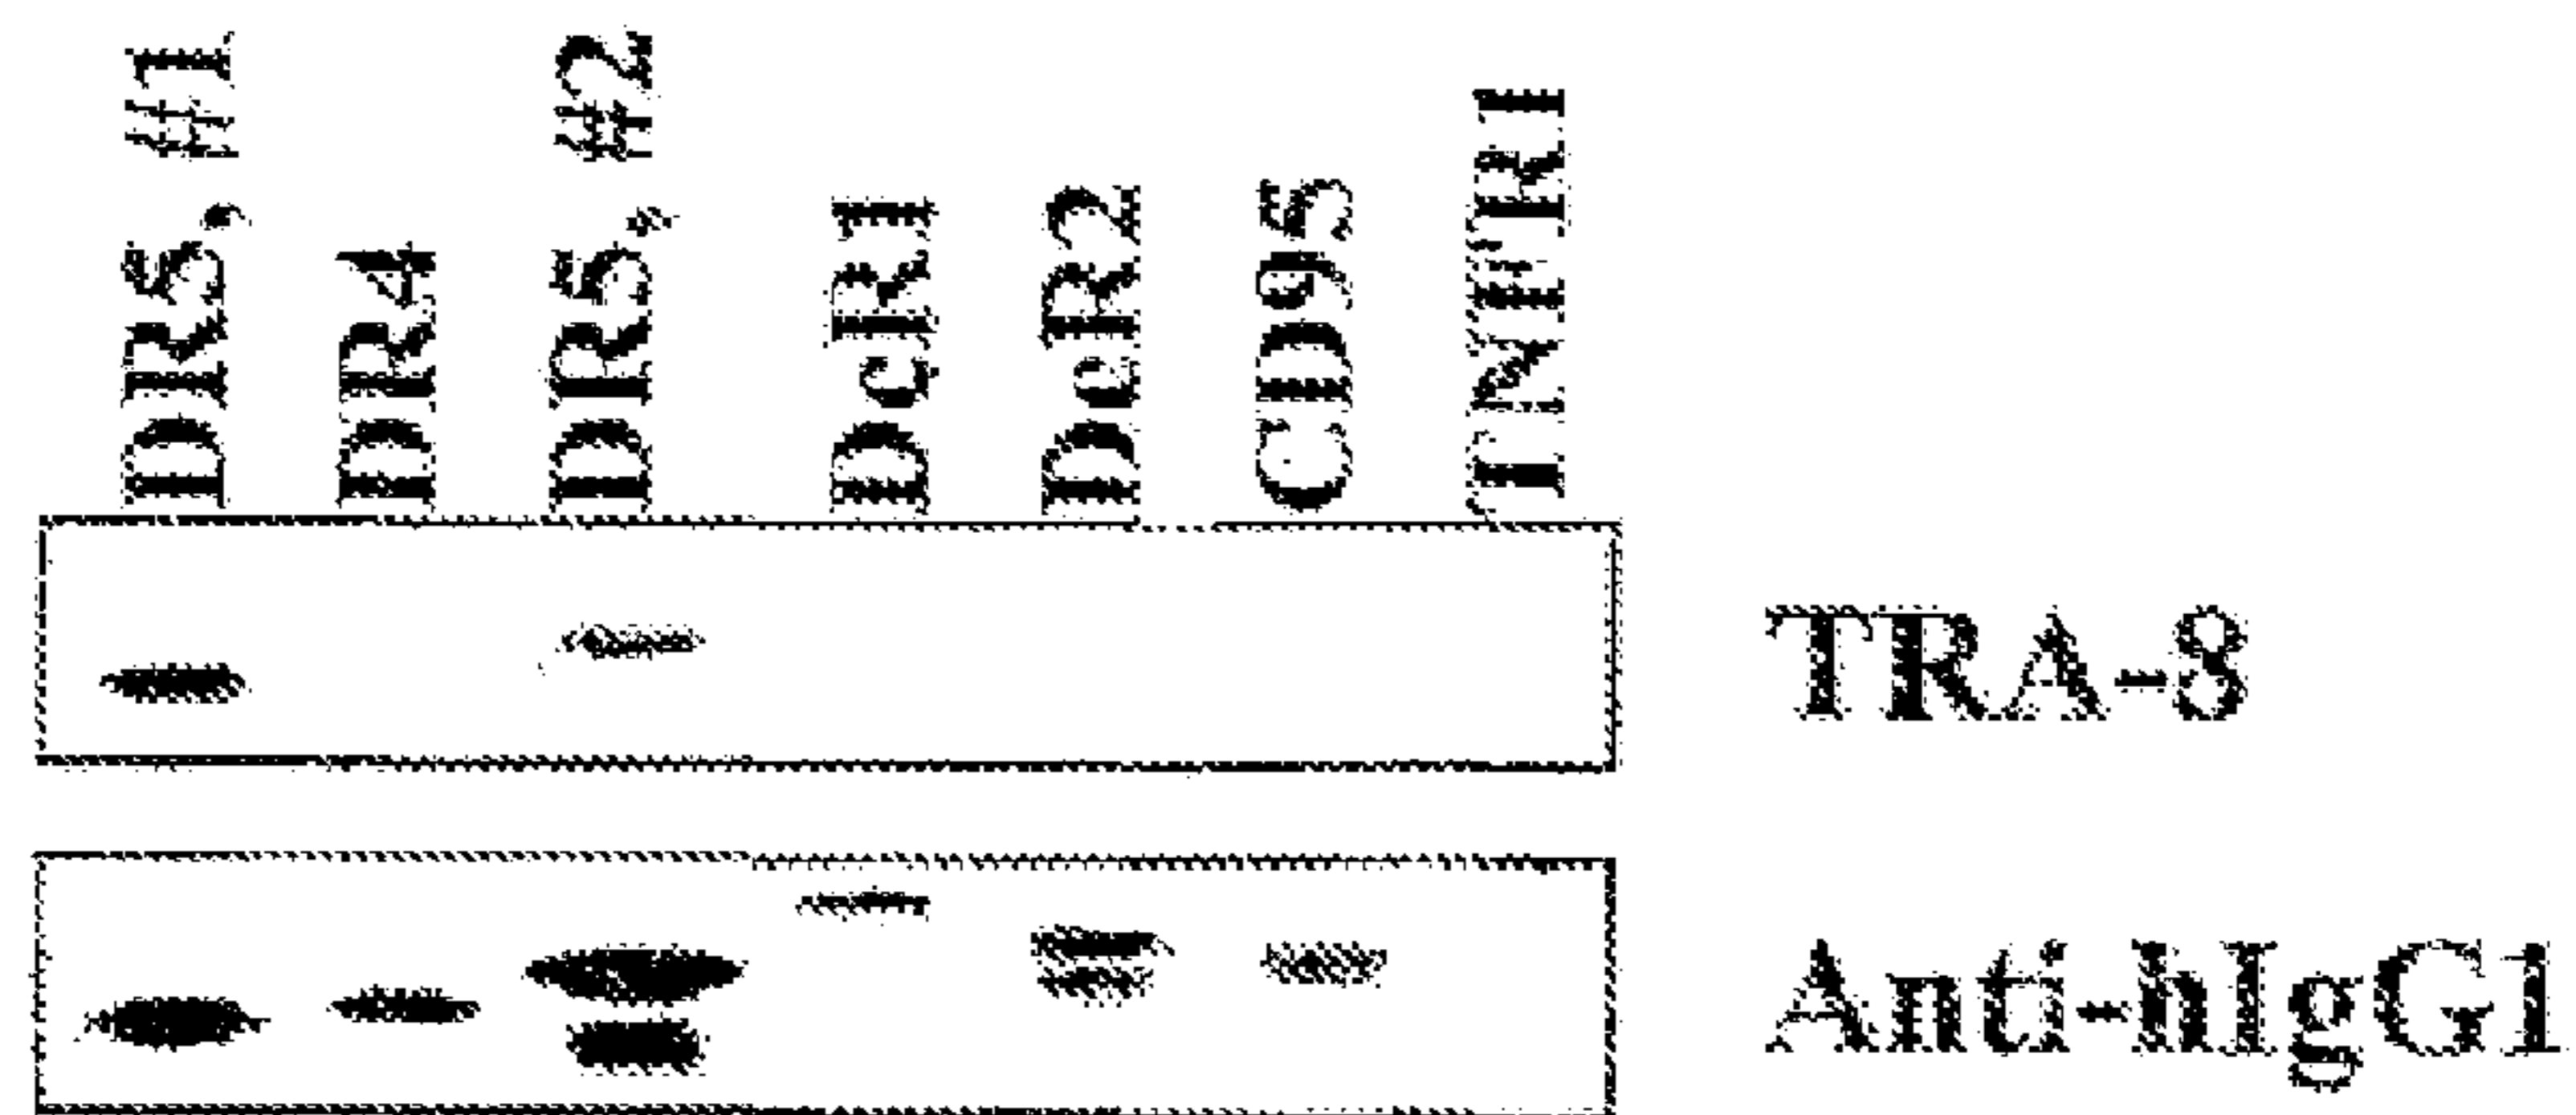 DR5, #1
DR4
DR5, #2
DcR1
DcR2
CD95
TNFR1
TRA-8
Anti-hIgG1